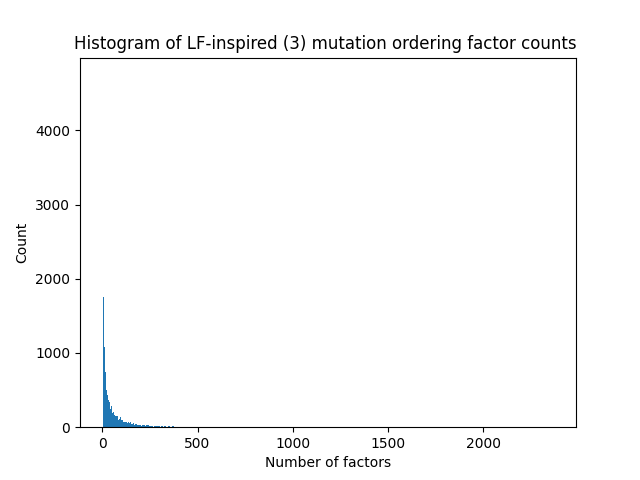 Histogram of LF-inspired (3) mutation ordering factor counts
4000
3000
2000
1000
0
Count
0 500 1000 1500 2000
Number of factors